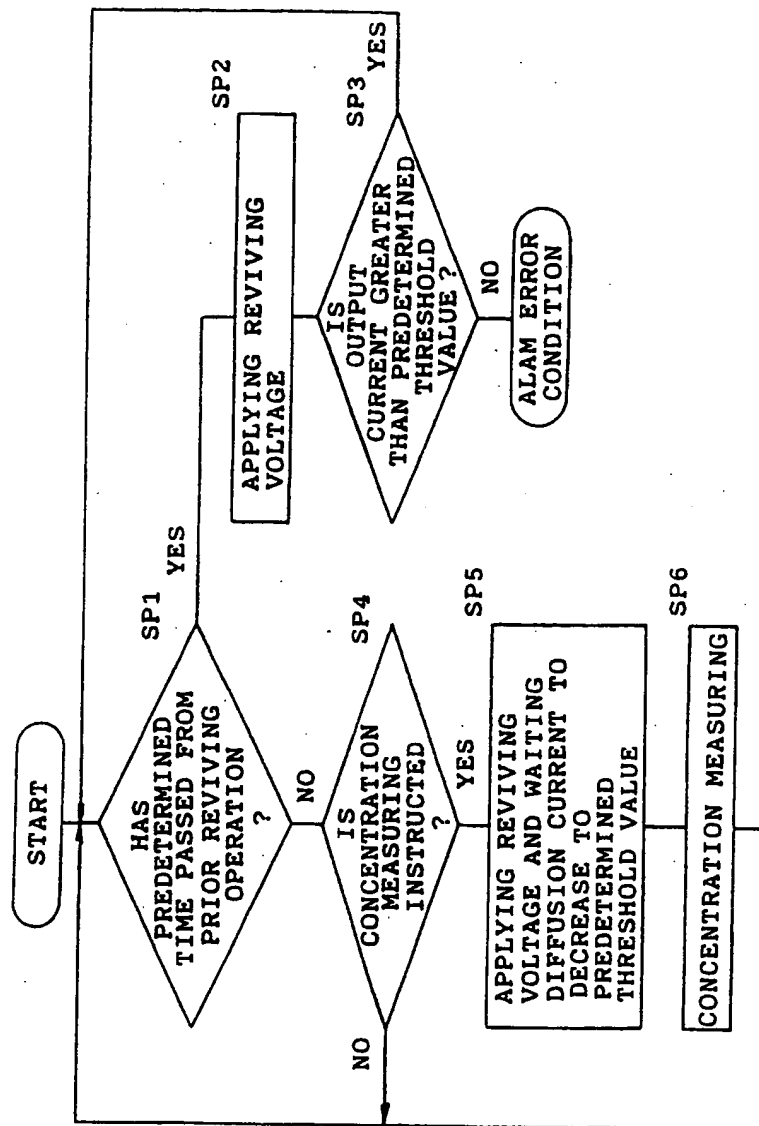 START
SP1
HAS
PREDETERMINED
TIME PASSED FROM
PRIOR REVIVING
OPERATION
?
YES
NO
SP2
APPLYING REVIVING
VOLTAGE
SP3
IS
OUTPUT
CURRENT GREATER
THAN PREDETERMINED
THRESHOLD
VALUE?
YES
NO
ALAM ERROR
CONDITION
SP4
IS
CONCENTRATION
MEASURING
INSTRUCTED
?
NO
YES
SP5
APPLYING REVIVING
VOLTAGE AND WAITING
DIFFUSION CURRENT TO
DECREASE TO
PREDETERMINED
THRESHOLD VALUE
SP6
CONCENTRATION MEASURING